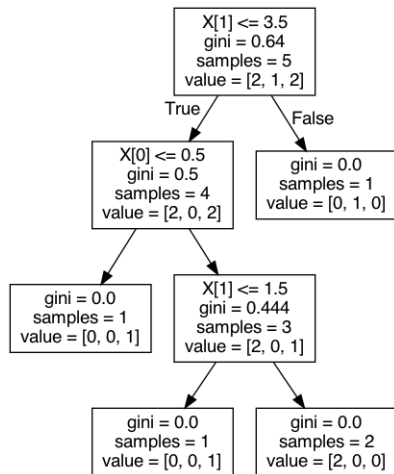 X[1] <= 3.5
gini = 0.64
samples = 5
value = [2, 1, 2]
True
False
X[0] <= 0.5
gini = 0.5
samples = 4
value = [2, 0, 2]
gini = 0.0
samples = 1
value = [0, 1, 0]
gini = 0.0
samples = 1
value = [0, 0, 1]
X[1] <= 1.5
gini = 0.444
samples = 3
value = [2, 0, 1]
gini = 0.0
samples = 1
value = [0, 0, 1]
gini = 0.0
samples = 2
value = [2, 0, 0]